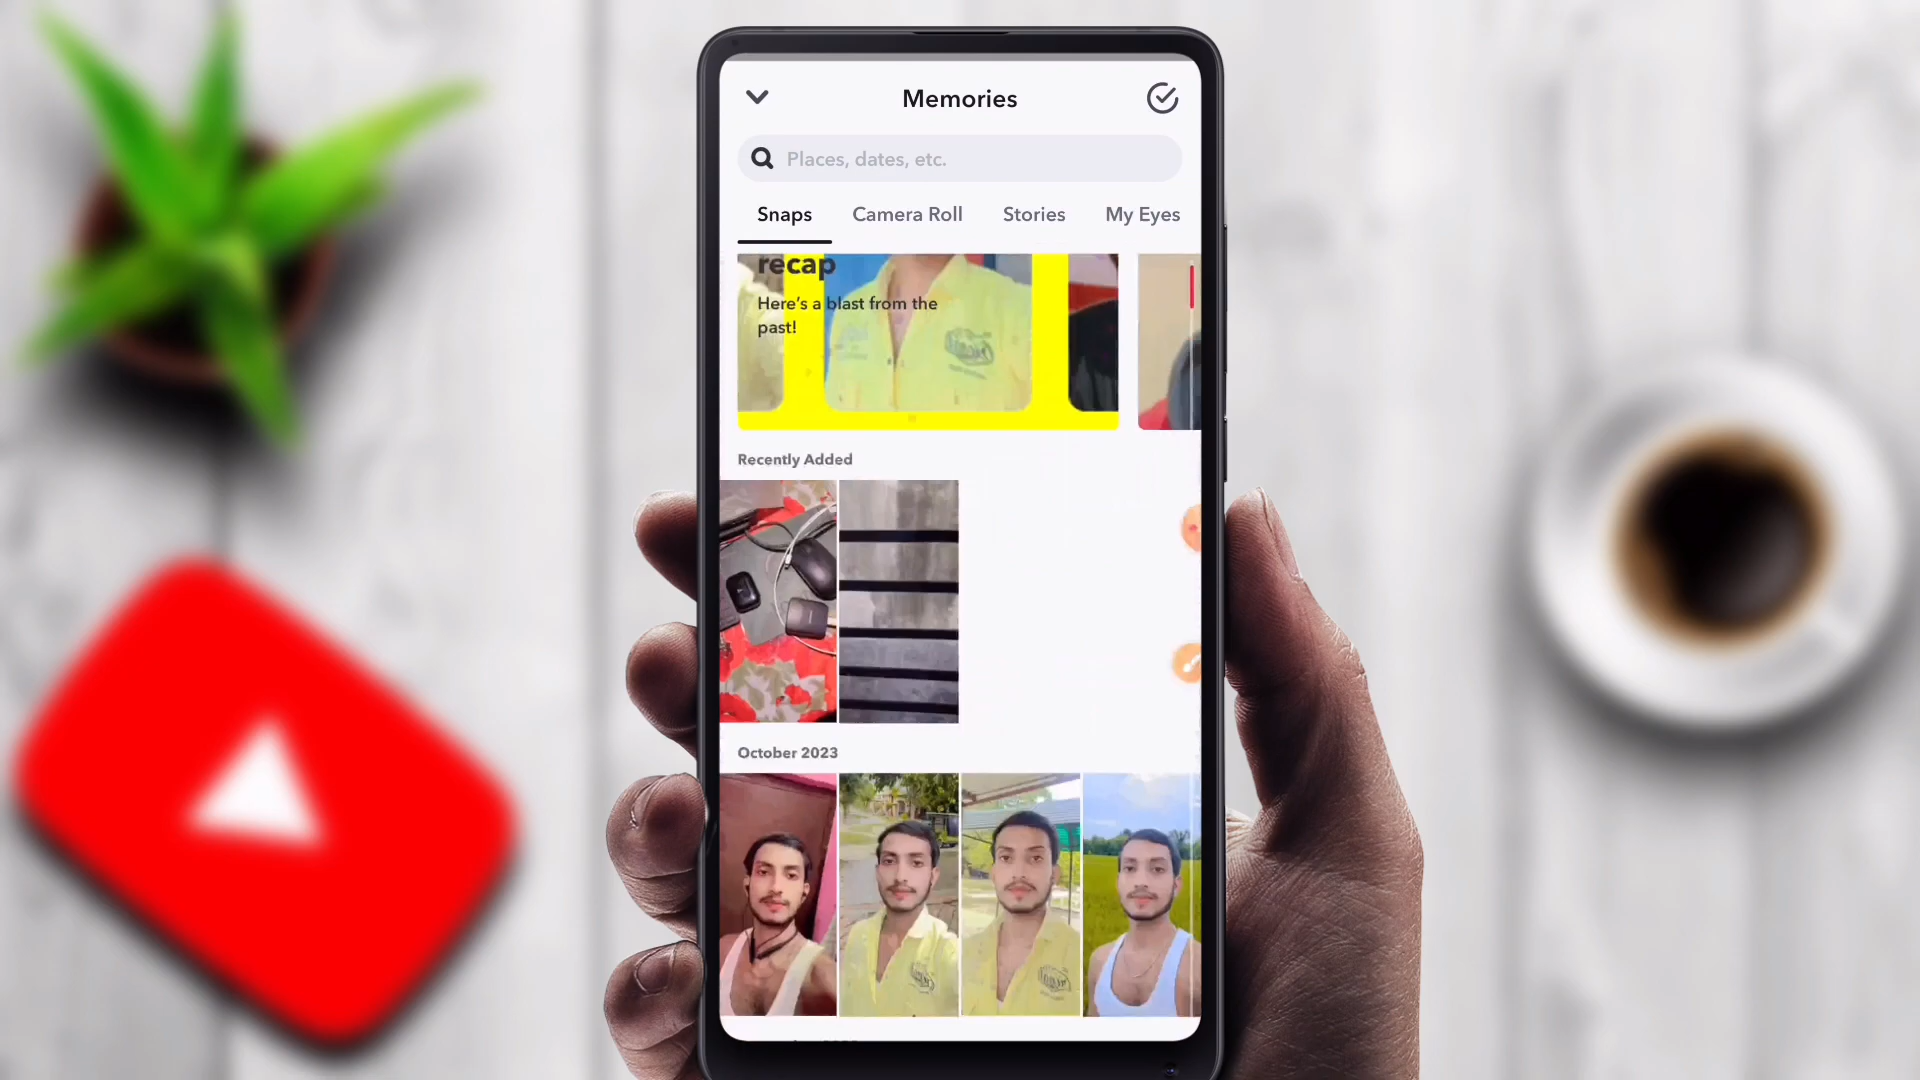 Memories
Places, dates, etc.
Snaps Camera Roll Stories My Eyes
recap
Here's a blast from the
past!
Recently Added
October 2023